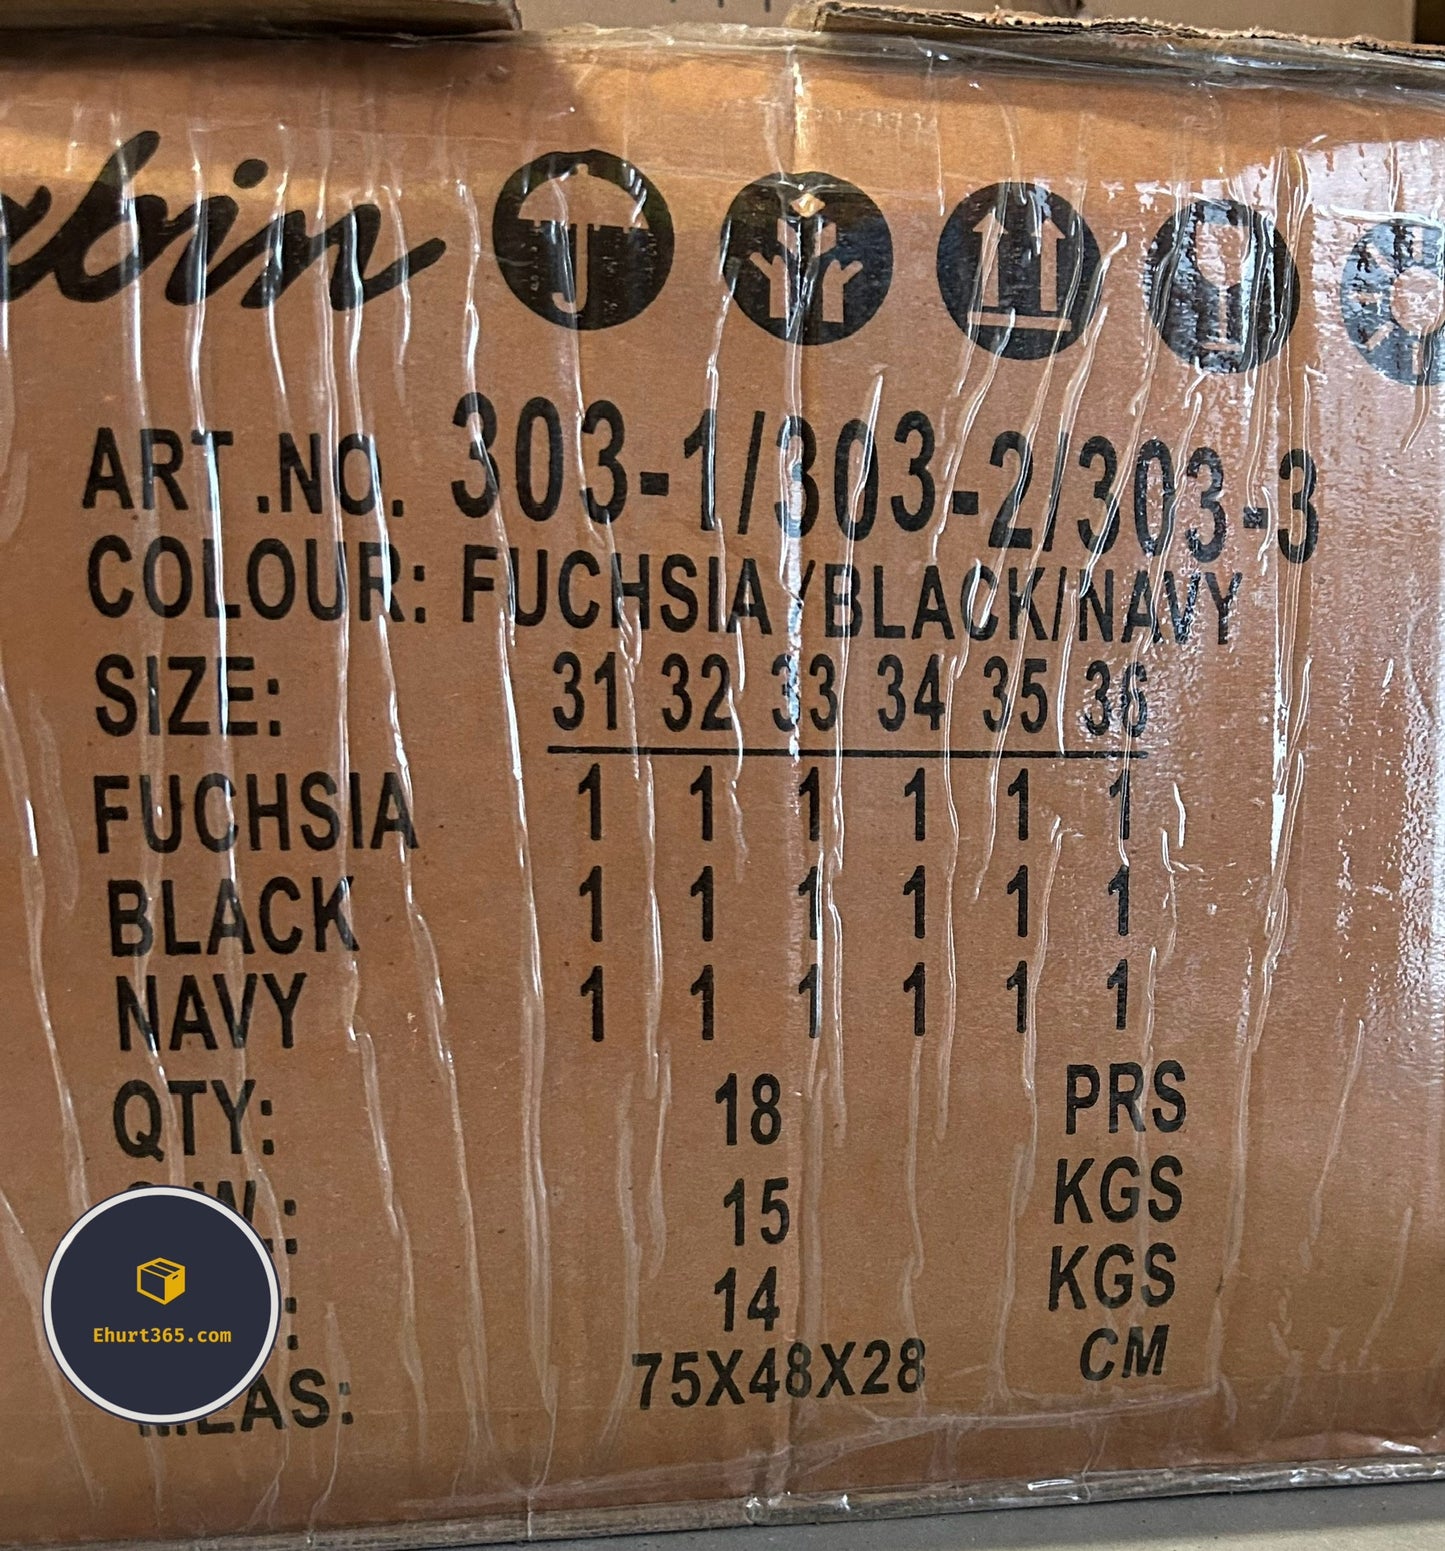 ART .NO. 303-1/303-2/303-3
COLOUR: FUCHSIA/BLACK/NAVY
SIZE: 31 32 33 34 35 36
FUCHSIA 1 1 1 1 1 1
BLACK 1 1 1 1 1 1
NAVY 1 1 1 1 1 1
QTY: 18 PRS
15 KGS
14 KGS
MEAS: 75X48X28 CM
Ehurt365.com